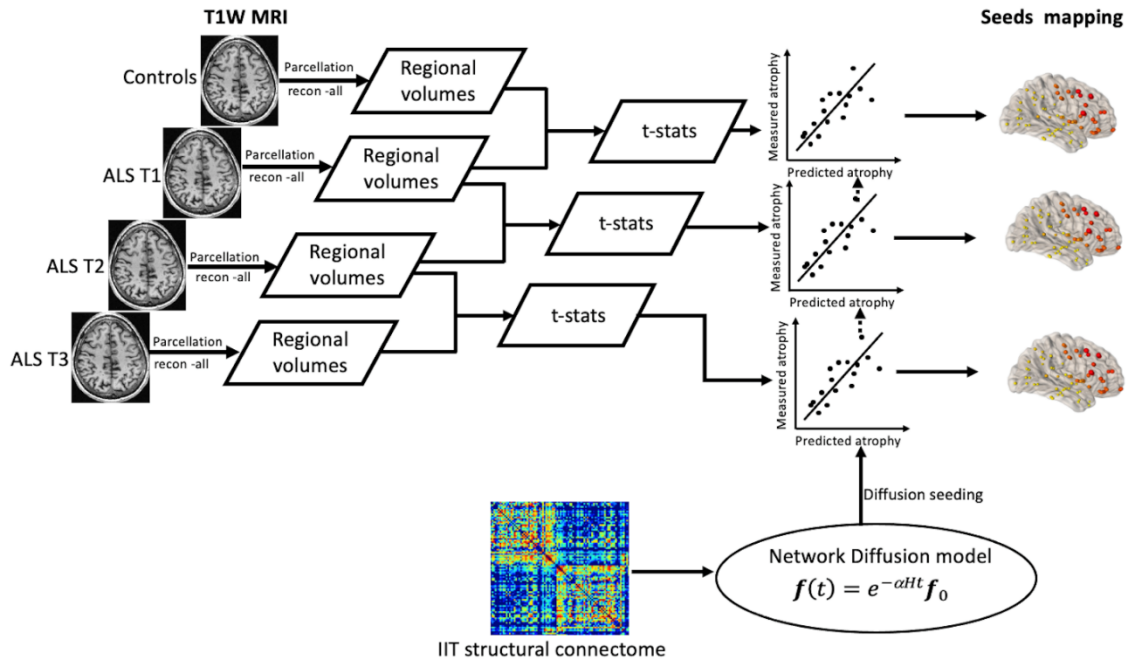 T1W MRI
Seeds mapping
Controls
Parcellation
recon -all
Regional
volumes
t-stats
Measured atrophy
Predicted atrophy
ALS T1
Parcellation
recon -all
Regional
volumes
t-stats
Measured atrophy
Predicted atrophy
ALS T2
Parcellation
recon -all
Regional
volumes
t-stats
Measured atrophy
Predicted atrophy
ALS T3
Parcellation
recon -all
Regional
volumes
Diffusion seeding
Network Diffusion model
f(t) = e^{-αHt} f_0
IIT structural connectome